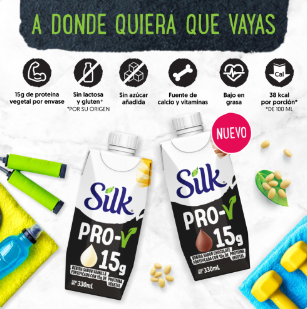 A DONDE QUIERA QUE VAYAS
15g de proteína
vegetal por envase
Sin lactosa
y gluten*
*POR SU ORIGEN
Sin azúcar
añadida
Fuente de
calcio y vitaminas
Bajo en
grasa
Cal
38 kcal
por porción*
*DE 100 ML
NUEVO
Silk
PRO-V
15g
330mL
Silk
PRO-V
15g
330mL